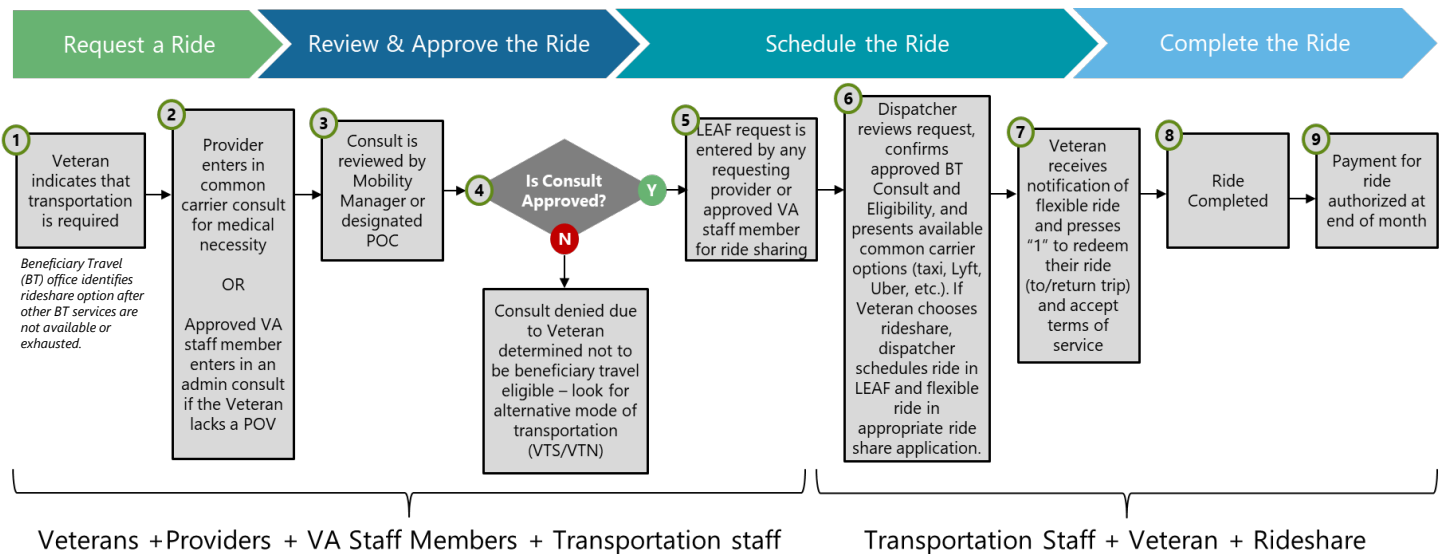 Request a Ride
Review & Approve the Ride
Schedule the Ride
Complete the Ride
1
Veteran
indicates that
transportation
is required
Beneficiary Travel
(BT) office identifies
rideshare option after
other BT services are
not available or
exhausted.
2
Provider
enters in
common
carrier consult
for medical
necessity
OR
Approved VA
staff member
enters in an
admin consult
if the Veteran
lacks a POV
3
Consult is
reviewed by
Mobility
Manager or
designated
POC
4
Is Consult
Approved?
Y
N
Consult denied due
to Veteran
determined not to
be beneficiary travel
eligible – look for
alternative mode of
transportation
(VTS/VTN)
5
LEAF request is
entered by any
requesting
provider or
approved VA
staff member
for ride sharing
6
Dispatcher
reviews request,
confirms
approved BT
Consult and
Eligibility, and
presents available
common carrier
options (taxi, Lyft,
Uber, etc.). If
Veteran chooses
rideshare,
dispatcher
schedules ride in
LEAF and flexible
ride in
appropriate ride
share application.
7
Veteran
receives
notification of
flexible ride
and presses
“1” to redeem
their ride
(to/return trip)
and accept
terms of
service
8
Ride
Completed
9
Payment for
ride
authorized at
end of month
Veterans +Providers + VA Staff Members + Transportation staff
Transportation Staff + Veteran + Rideshare